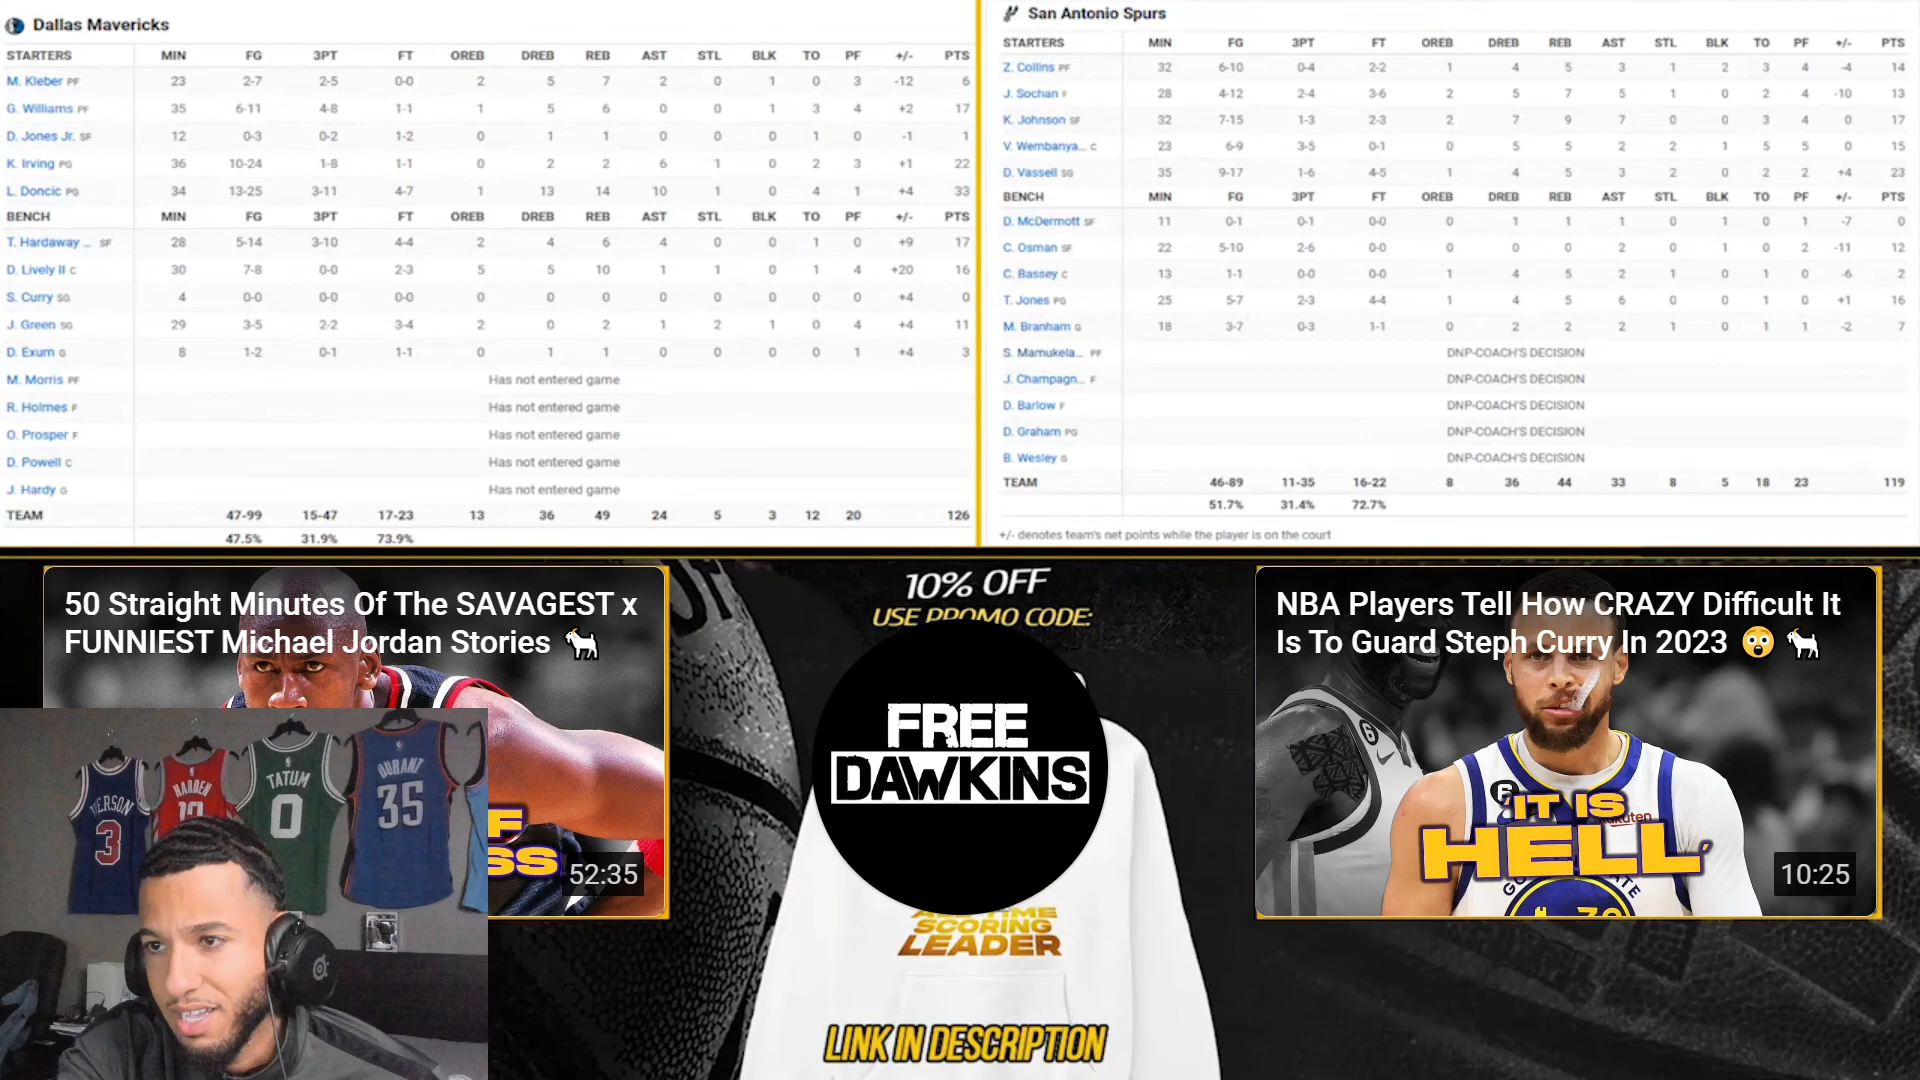 Dallas Mavericks
STARTERS MIN FG 3PT FT OREB DREB REB AST STL BLK TO PF +/- PTS
M. Kleber PF 23 2-7 2-5 0-0 2 5 7 2 0 1 0 3 -12 6
G. Williams PF 35 6-11 4-8 1-1 1 5 6 0 0 1 3 4 +2 17
D. Jones Jr. SF 12 0-3 0-2 1-2 0 1 1 0 0 0 1 0 -1 1
K. Irving PG 36 10-24 1-8 1-1 0 2 2 6 1 0 2 3 +1 22
L. Doncic PG 34 13-25 3-11 4-7 1 13 14 10 1 0 4 1 +4 33
BENCH MIN FG 3PT FT OREB DREB REB AST STL BLK TO PF +/- PTS
T. Hardaway ... SF 28 5-14 3-10 4-4 2 4 6 4 0 0 1 0 +9 17
D. Lively II C 30 7-8 0-0 2-3 5 5 10 1 1 0 1 4 +20 16
S. Curry SG 4 0-0 0-0 0-0 0 0 0 0 0 0 0 0 +4 0
J. Green SG 29 3-5 2-2 3-4 2 0 2 1 2 1 0 4 +4 11
D. Exum G 8 1-2 0-1 1-1 0 1 1 0 0 0 0 1 +4 3
M. Morris PF Has not entered game
R. Holmes F Has not entered game
O. Prosper F Has not entered game
D. Powell C Has not entered game
J. Hardy G Has not entered game
TEAM 47-99 15-47 17-23 13 36 49 24 5 3 12 20 126
47.5% 31.9% 73.9%
San Antonio Spurs
STARTERS MIN FG 3PT FT OREB DREB REB AST STL BLK TO PF +/- PTS
Z. Collins PF 32 6-10 0-4 2-2 1 4 5 3 1 2 3 4 -4 14
J. Sochan F 28 4-12 2-4 3-6 2 5 7 5 1 0 2 4 -10 13
K. Johnson SF 32 7-15 1-3 2-3 2 7 9 7 0 0 3 4 0 17
V. Wembanya... C 23 6-9 3-5 0-1 0 5 5 2 2 1 5 5 0 15
D. Vassell SG 35 9-17 1-6 4-5 1 4 5 3 2 0 2 2 +4 23
BENCH MIN FG 3PT FT OREB DREB REB AST STL BLK TO PF +/- PTS
D. McDermott SF 11 0-1 0-1 0-0 0 1 1 1 0 1 0 1 -7 0
C. Osman SF 22 5-10 2-6 0-0 0 0 0 2 0 1 0 2 -11 12
C. Bassey C 13 1-1 0-0 0-0 1 4 5 2 1 0 1 0 -6 2
T. Jones PG 25 5-7 2-3 4-4 1 4 5 6 0 0 1 0 +1 16
M. Branham G 18 3-7 0-3 1-1 0 2 2 2 1 0 1 1 -2 7
S. Mamukela... PF DNP-COACH'S DECISION
J. Champagn... F DNP-COACH'S DECISION
D. Barlow F DNP-COACH'S DECISION
D. Graham PG DNP-COACH'S DECISION
B. Wesley G DNP-COACH'S DECISION
TEAM 46-89 11-35 16-22 8 36 44 33 8 5 18 23 119
51.7% 31.4% 72.7%
+/- denotes team's net points while the player is on the court
50 Straight Minutes Of The SAVAGEST x
FUNNIEST Michael Jordan Stories 🐐
52:35
10% OFF
USE PROMO CODE:
FREE
DAWKINS
ALL TIME
SCORING
LEADER
LINK IN DESCRIPTION
NBA Players Tell How CRAZY Difficult It
Is To Guard Steph Curry In 2023 😲 🐐
6
Rakuten
'IT IS
HELL'
10:25
IVERSON
3
HARDEN
TATUM
0
DURANT
35